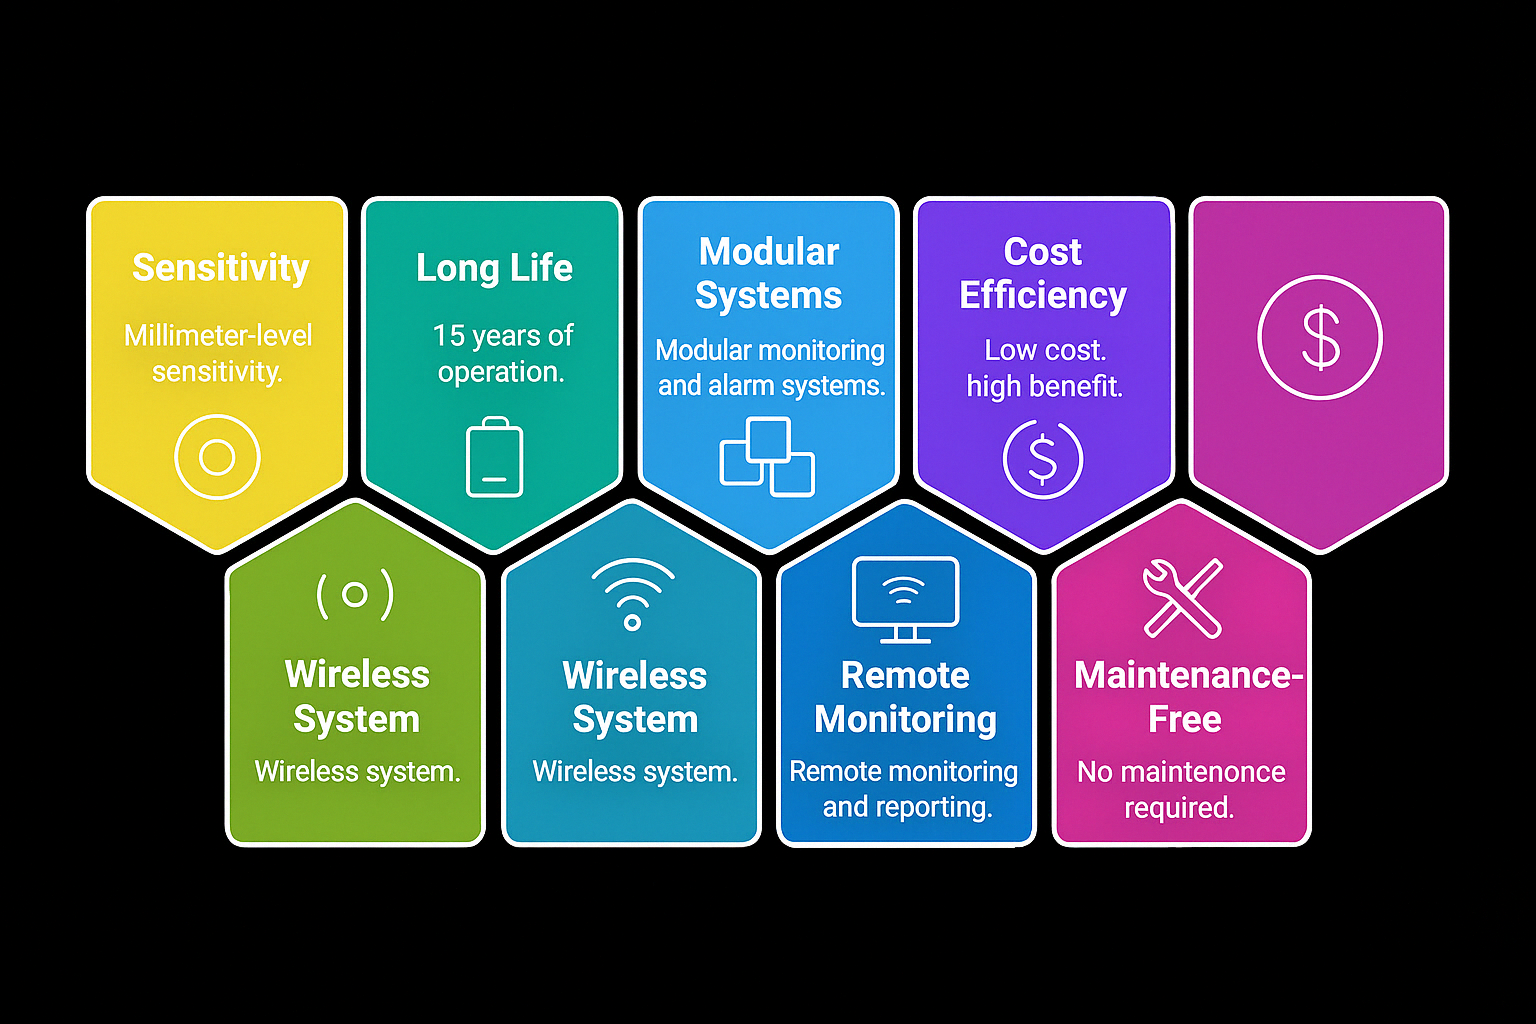 Sensitivity
Millimeter-level
sensitivity.
Long Life
15 years of
operation.
Modular
Systems
Modular monitoring
and alarm systems.
Cost
Efficiency
Low cost.
high benefit.
$
$
Wireless
System
Wireless system.
Wireless
System
Wireless system.
Remote
Monitoring
Remote monitoring
and reporting.
Maintenance-
Free
No maintenonce
required.